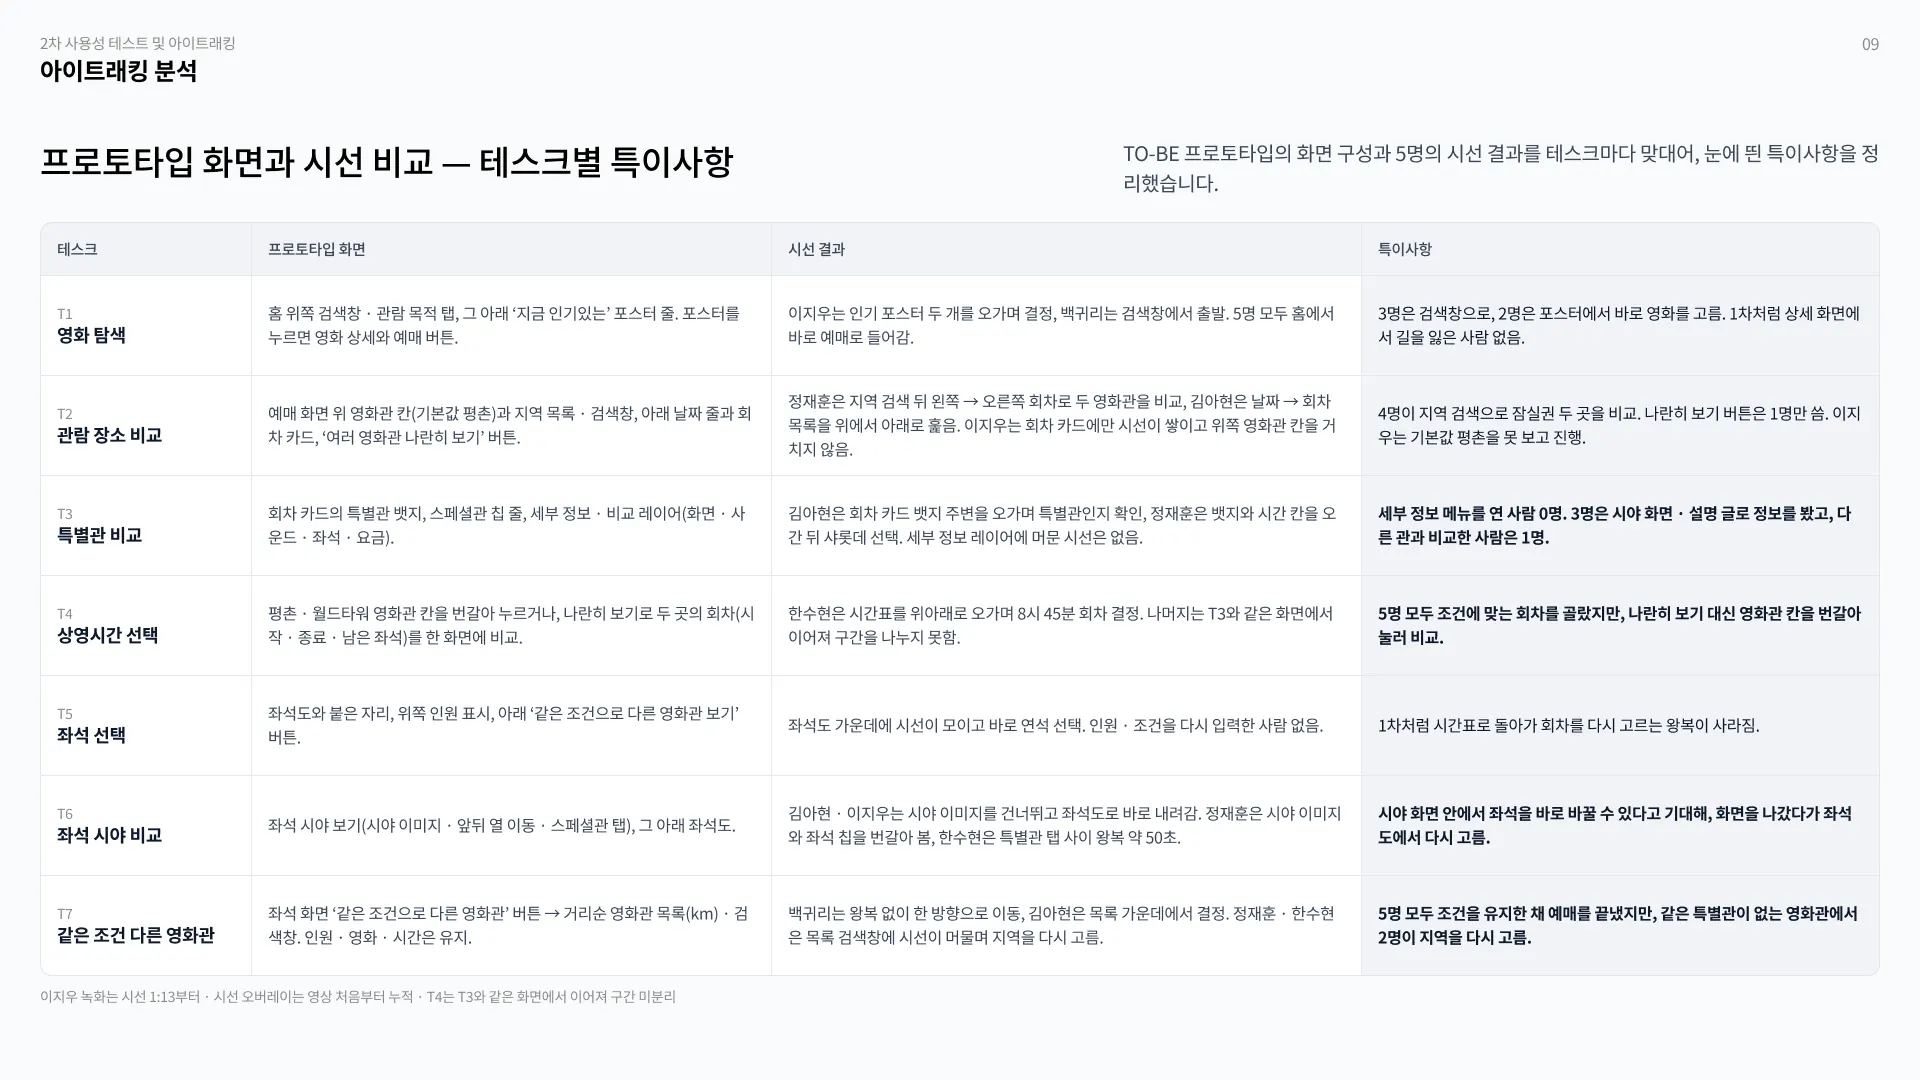 2차 사용성 테스트 및 아이트래킹
09
아이트래킹 분석
프로토타입 화면과 시선 비교 — 테스크별 특이사항
TO-BE 프로토타입의 화면 구성과 5명의 시선 결과를 테스크마다 맞대어, 눈에 띈 특이사항을 정
리했습니다.
테스크
프로토타입 화면
시선 결과
특이사항
T1
영화 탐색
홈 위쪽 검색창 · 관람 목적 탭, 그 아래 ‘지금 인기있는’ 포스터 줄. 포스터를
누르면 영화 상세와 예매 버튼.
이지우는 인기 포스터 두 개를 오가며 결정, 백귀리는 검색창에서 출발. 5명 모두 홈에서
바로 예매로 들어감.
3명은 검색창으로, 2명은 포스터에서 바로 영화를 고름. 1차처럼 상세 화면에
서 길을 잃은 사람 없음.
T2
관람 장소 비교
예매 화면 위 영화관 칸(기본값 평촌)과 지역 목록 · 검색창, 아래 날짜 줄과 회
차 카드, ‘여러 영화관 나란히 보기’ 버튼.
정재훈은 지역 검색 뒤 왼쪽 → 오른쪽 회차로 두 영화관을 비교, 김아현은 날짜 → 회차
목록을 위에서 아래로 훑음. 이지우는 회차 카드에만 시선이 쌓이고 위쪽 영화관 칸을 거
치지 않음.
4명이 지역 검색으로 잠실권 두 곳을 비교. 나란히 보기 버튼은 1명만 씀. 이지
우는 기본값 평촌을 못 보고 진행.
T3
특별관 비교
회차 카드의 특별관 뱃지, 스페셜관 칩 줄, 세부 정보 · 비교 레이어(화면 · 사
운드 · 좌석 · 요금).
김아현은 회차 카드 뱃지 주변을 오가며 특별관인지 확인, 정재훈은 뱃지와 시간 칸을 오
간 뒤 샤롯데 선택. 세부 정보 레이어에 머문 시선은 없음.
세부 정보 메뉴를 연 사람 0명. 3명은 시야 화면 · 설명 글로 정보를 봤고, 다
른 관과 비교한 사람은 1명.
T4
상영시간 선택
평촌 · 월드타워 영화관 칸을 번갈아 누르거나, 나란히 보기로 두 곳의 회차(시
작 · 종료 · 남은 좌석)를 한 화면에 비교.
한수현은 시간표를 위아래로 오가며 8시 45분 회차 결정. 나머지는 T3와 같은 화면에서
이어져 구간을 나누지 못함.
5명 모두 조건에 맞는 회차를 골랐지만, 나란히 보기 대신 영화관 칸을 번갈아
눌러 비교.
T5
좌석 선택
좌석도와 붙은 자리, 위쪽 인원 표시, 아래 ‘같은 조건으로 다른 영화관 보기’
버튼.
좌석도 가운데에 시선이 모이고 바로 연석 선택. 인원 · 조건을 다시 입력한 사람 없음.
1차처럼 시간표로 돌아가 회차를 다시 고르는 왕복이 사라짐.
T6
좌석 시야 비교
좌석 시야 보기(시야 이미지 · 앞뒤 열 이동 · 스페셜관 탭), 그 아래 좌석도.
김아현 · 이지우는 시야 이미지를 건너뛰고 좌석도로 바로 내려감. 정재훈은 시야 이미지
와 좌석 칩을 번갈아 봄, 한수현은 특별관 탭 사이 왕복 약 50초.
시야 화면 안에서 좌석을 바로 바꿀 수 있다고 기대해, 화면을 나갔다가 좌석
도에서 다시 고름.
T7
같은 조건 다른 영화관
좌석 화면 ‘같은 조건으로 다른 영화관’ 버튼 → 거리순 영화관 목록(km) · 검
색창. 인원 · 영화 · 시간은 유지.
백귀리는 왕복 없이 한 방향으로 이동, 김아현은 목록 가운데에서 결정. 정재훈 · 한수현
은 목록 검색창에 시선이 머물며 지역을 다시 고름.
5명 모두 조건을 유지한 채 예매를 끝냈지만, 같은 특별관이 없는 영화관에서
2명이 지역을 다시 고름.
이지우 녹화는 시선 1:13부터 · 시선 오버레이는 영상 처음부터 누적 · T4는 T3와 같은 화면에서 이어져 구간 미분리